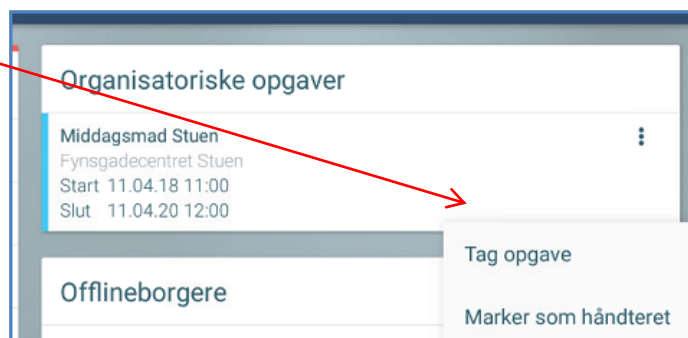 Organisatoriske opgaver
Middagsmad Stuen
Fynsgadecentret Stuen
Start 11.04.18 11:00
Slut 11.04.20 12:00
Tag opgave
Offlineborgere
Marker som håndteret